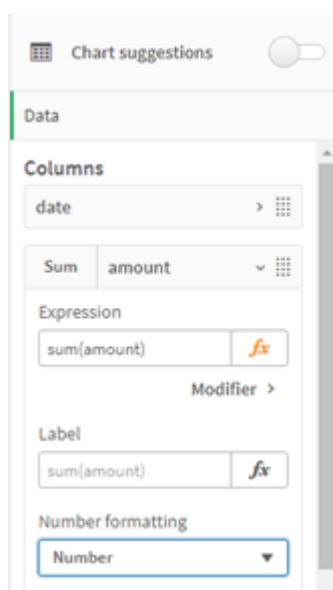 Chart suggestions
Data
Columns
date
Sum amount
Expression
sum(amount) fx
Modifier >
Label
sum(amount) fx
Number formatting
Number